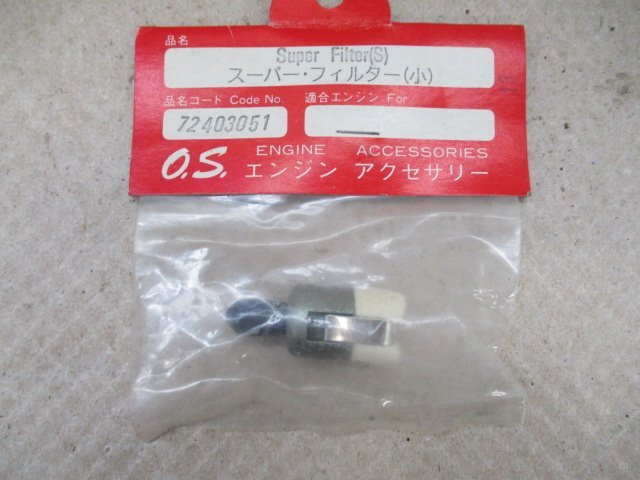 品名
Super Filter(S)
スーパー・フィルター(小)
品名コード Code No. 適合エンジン For
72403051
O.S. ENGINE ACCESSORIES
エンジン アクセサリー